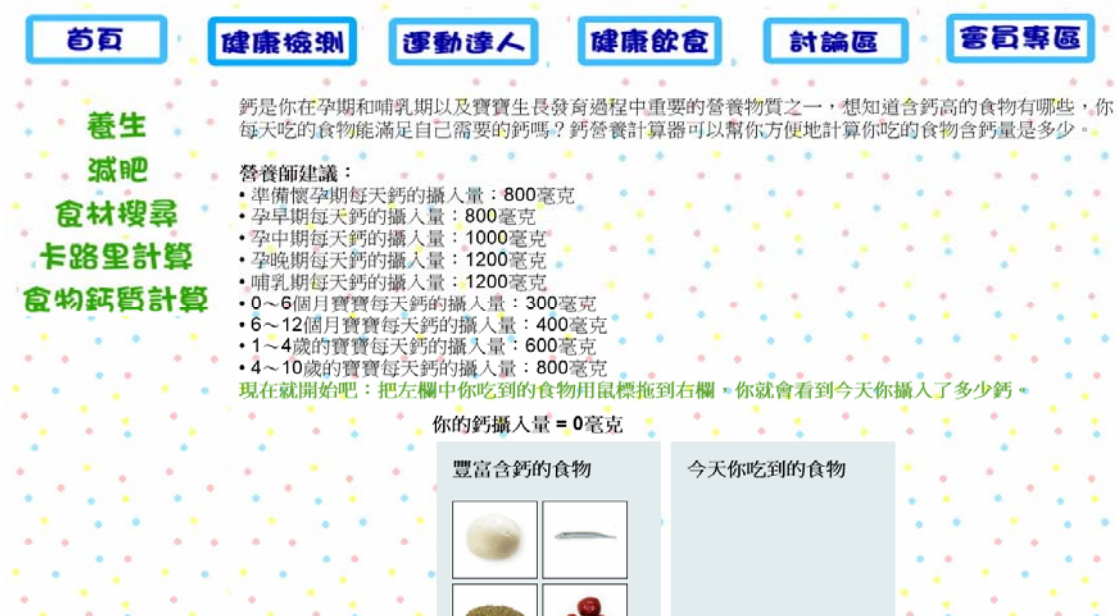 首頁
健康檢測
運動達人
健康飲食
討論區
會員專區
養生
減肥
食材搜尋
卡路里計算
食物鈣質計算
鈣是你在孕期和哺乳期以及寶寶生長發育過程中重要的營養物質之一，想知道含鈣高的食物有哪些，你
每天吃的食物能滿足自己需要的鈣嗎？鈣營養計算器可以幫你方便地計算你吃的食物含鈣量是多少。
營養師建議：
• 準備懷孕期每天鈣的攝入量：800毫克
• 孕早期每天鈣的攝入量：800毫克
• 孕中期每天鈣的攝入量：1000毫克
• 孕晚期每天鈣的攝入量：1200毫克
• 哺乳期每天鈣的攝入量：1200毫克
• 0～6個月寶寶每天鈣的攝入量：300毫克
• 6～12個月寶寶每天鈣的攝入量：400毫克
• 1～4歲的寶寶每天鈣的攝入量：600毫克
• 4～10歲的寶寶每天鈣的攝入量：800毫克
現在就開始吧：把左欄中你吃到的食物用鼠標拖到右欄，你就會看到今天你攝入了多少鈣。
你的鈣攝入量 = 0毫克
豐富含鈣的食物
今天你吃到的食物